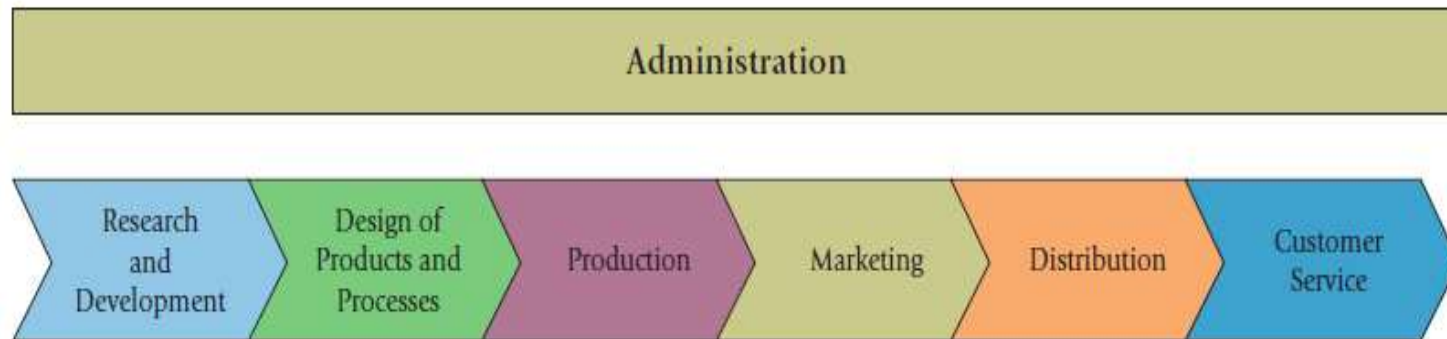 Administration
Research
and
Development
Design of
Products and
Processes
Production
Marketing
Distribution
Customer
Service